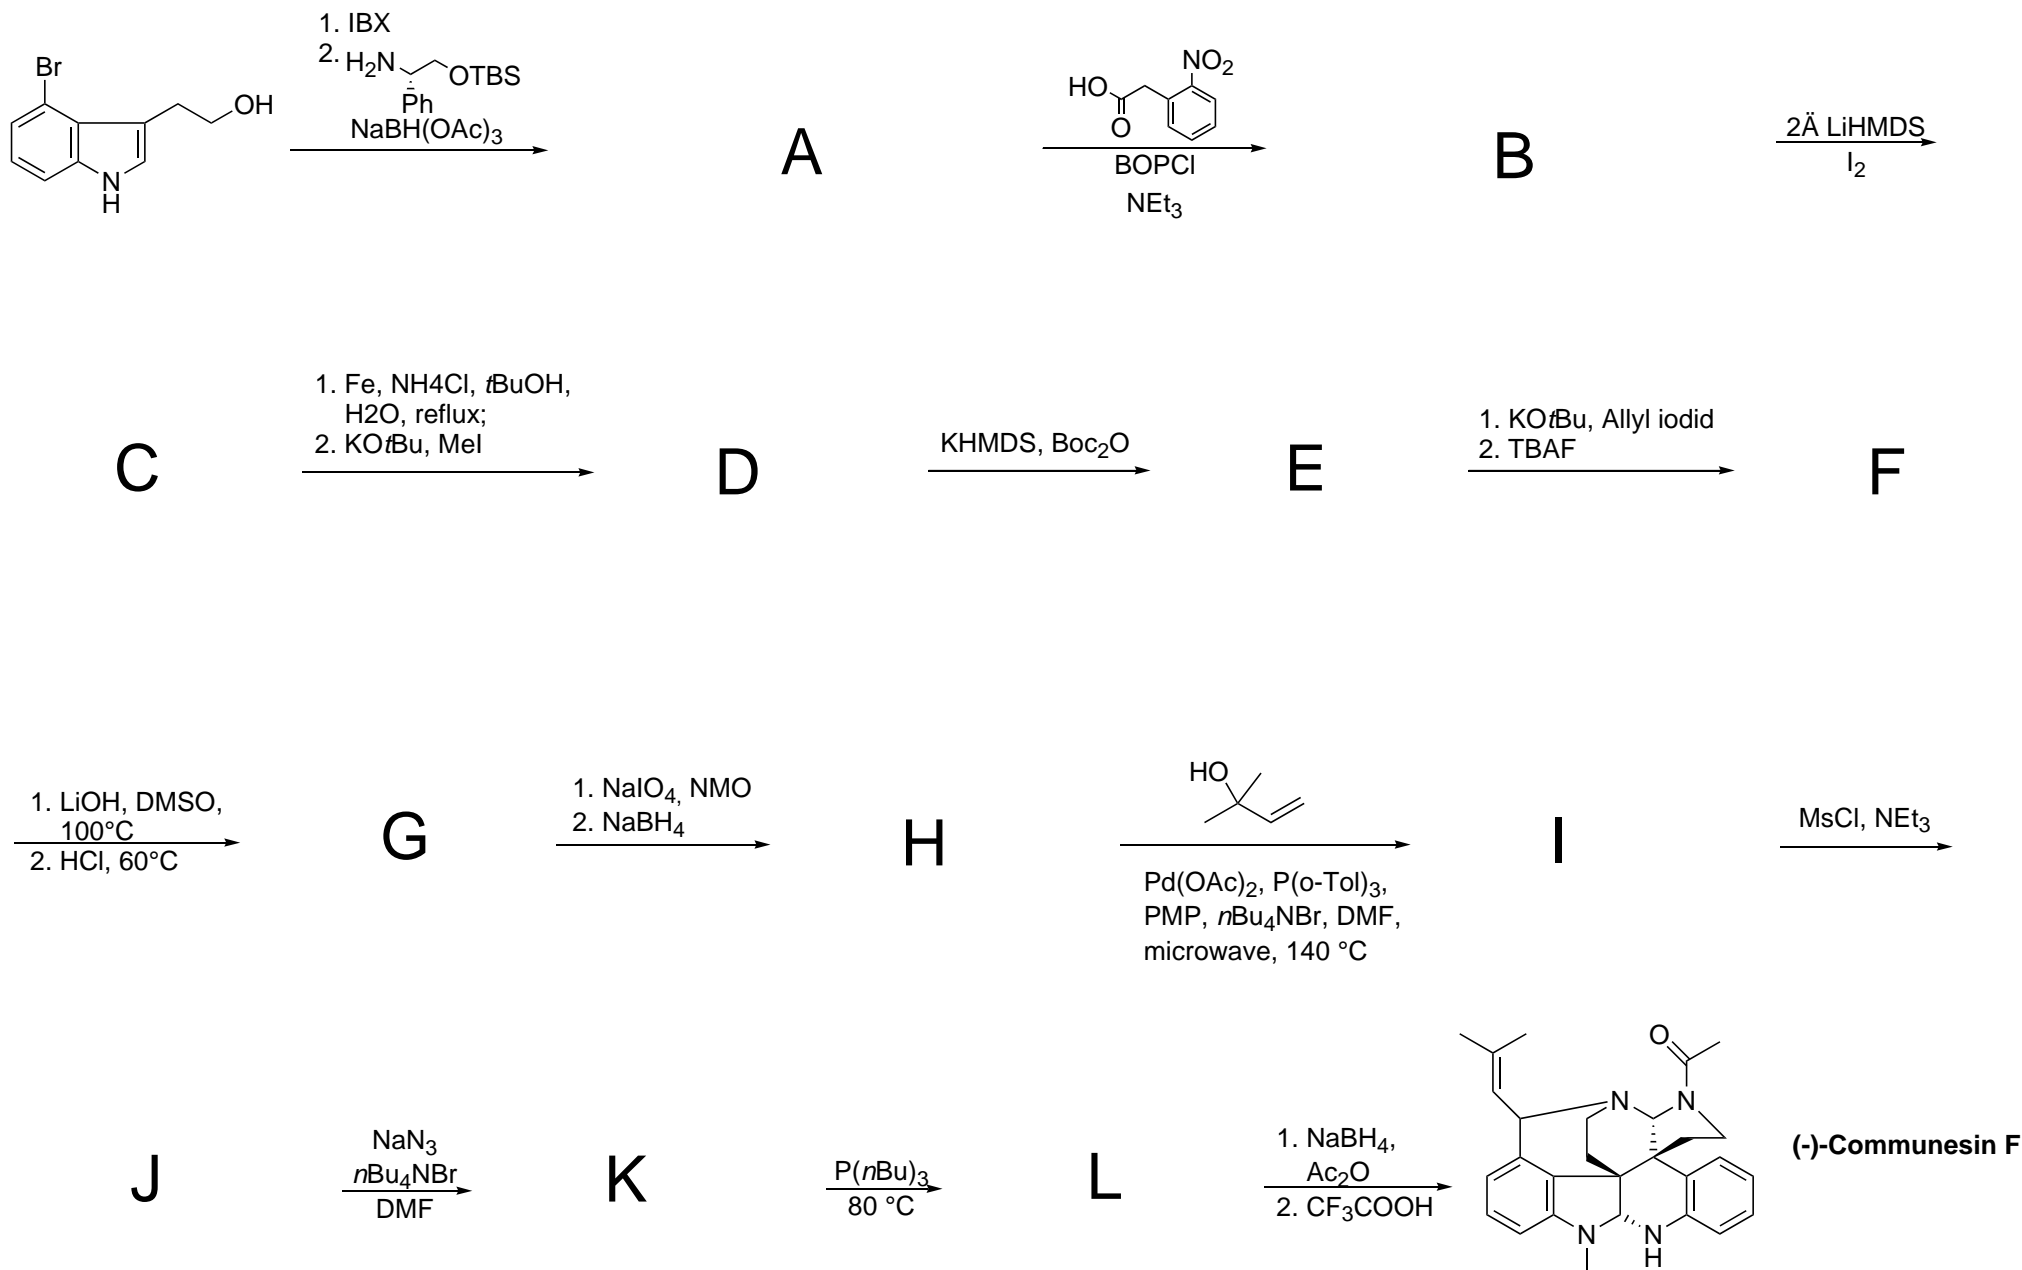 1. IBX
2.
H2N
OTBS
Ph
NaBH(OAc)3
Br
OH
N
H
A
NO2
HO
O
BOPCl
NEt3
B
2Ä LiHMDS
I2
C
1. Fe, NH4Cl, tBuOH,
H2O, reflux;
2. KOtBu, MeI
D
KHMDS, Boc2O
E
1. KOtBu, Allyl iodid
2. TBAF
F
1. LiOH, DMSO,
100°C
2. HCl, 60°C
G
1. NaIO4, NMO
2. NaBH4
H
HO
Pd(OAc)2, P(o-Tol)3,
PMP, nBu4NBr, DMF,
microwave, 140 °C
I
MsCl, NEt3
J
NaN3
nBu4NBr
DMF
K
P(nBu)3
80 °C
L
1. NaBH4,
Ac2O
2. CF3COOH
O
N
N
N
N
H
(-)-Communesin F